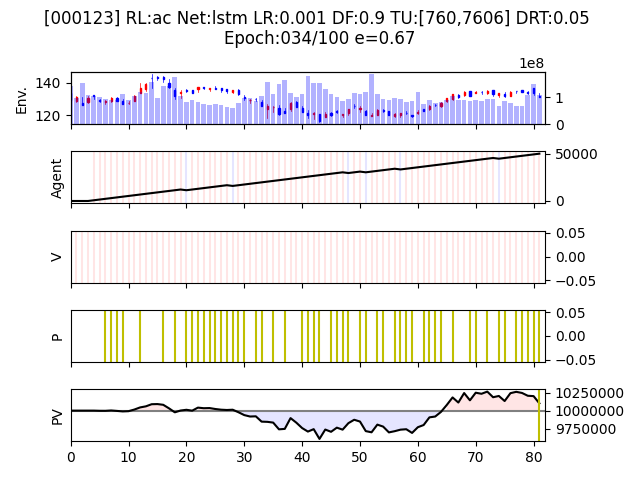 [000123] RL:ac Net:lstm LR:0.001 DF:0.9 TU:[760,7606] DRT:0.05
Epoch:034/100 e=0.67
1e8
Env.
140
120
1
0
Agent
50000
0
V
0.05
0.00
−0.05
P
0.05
0.00
−0.05
PV
10250000
10000000
9750000
0 10 20 30 40 50 60 70 80